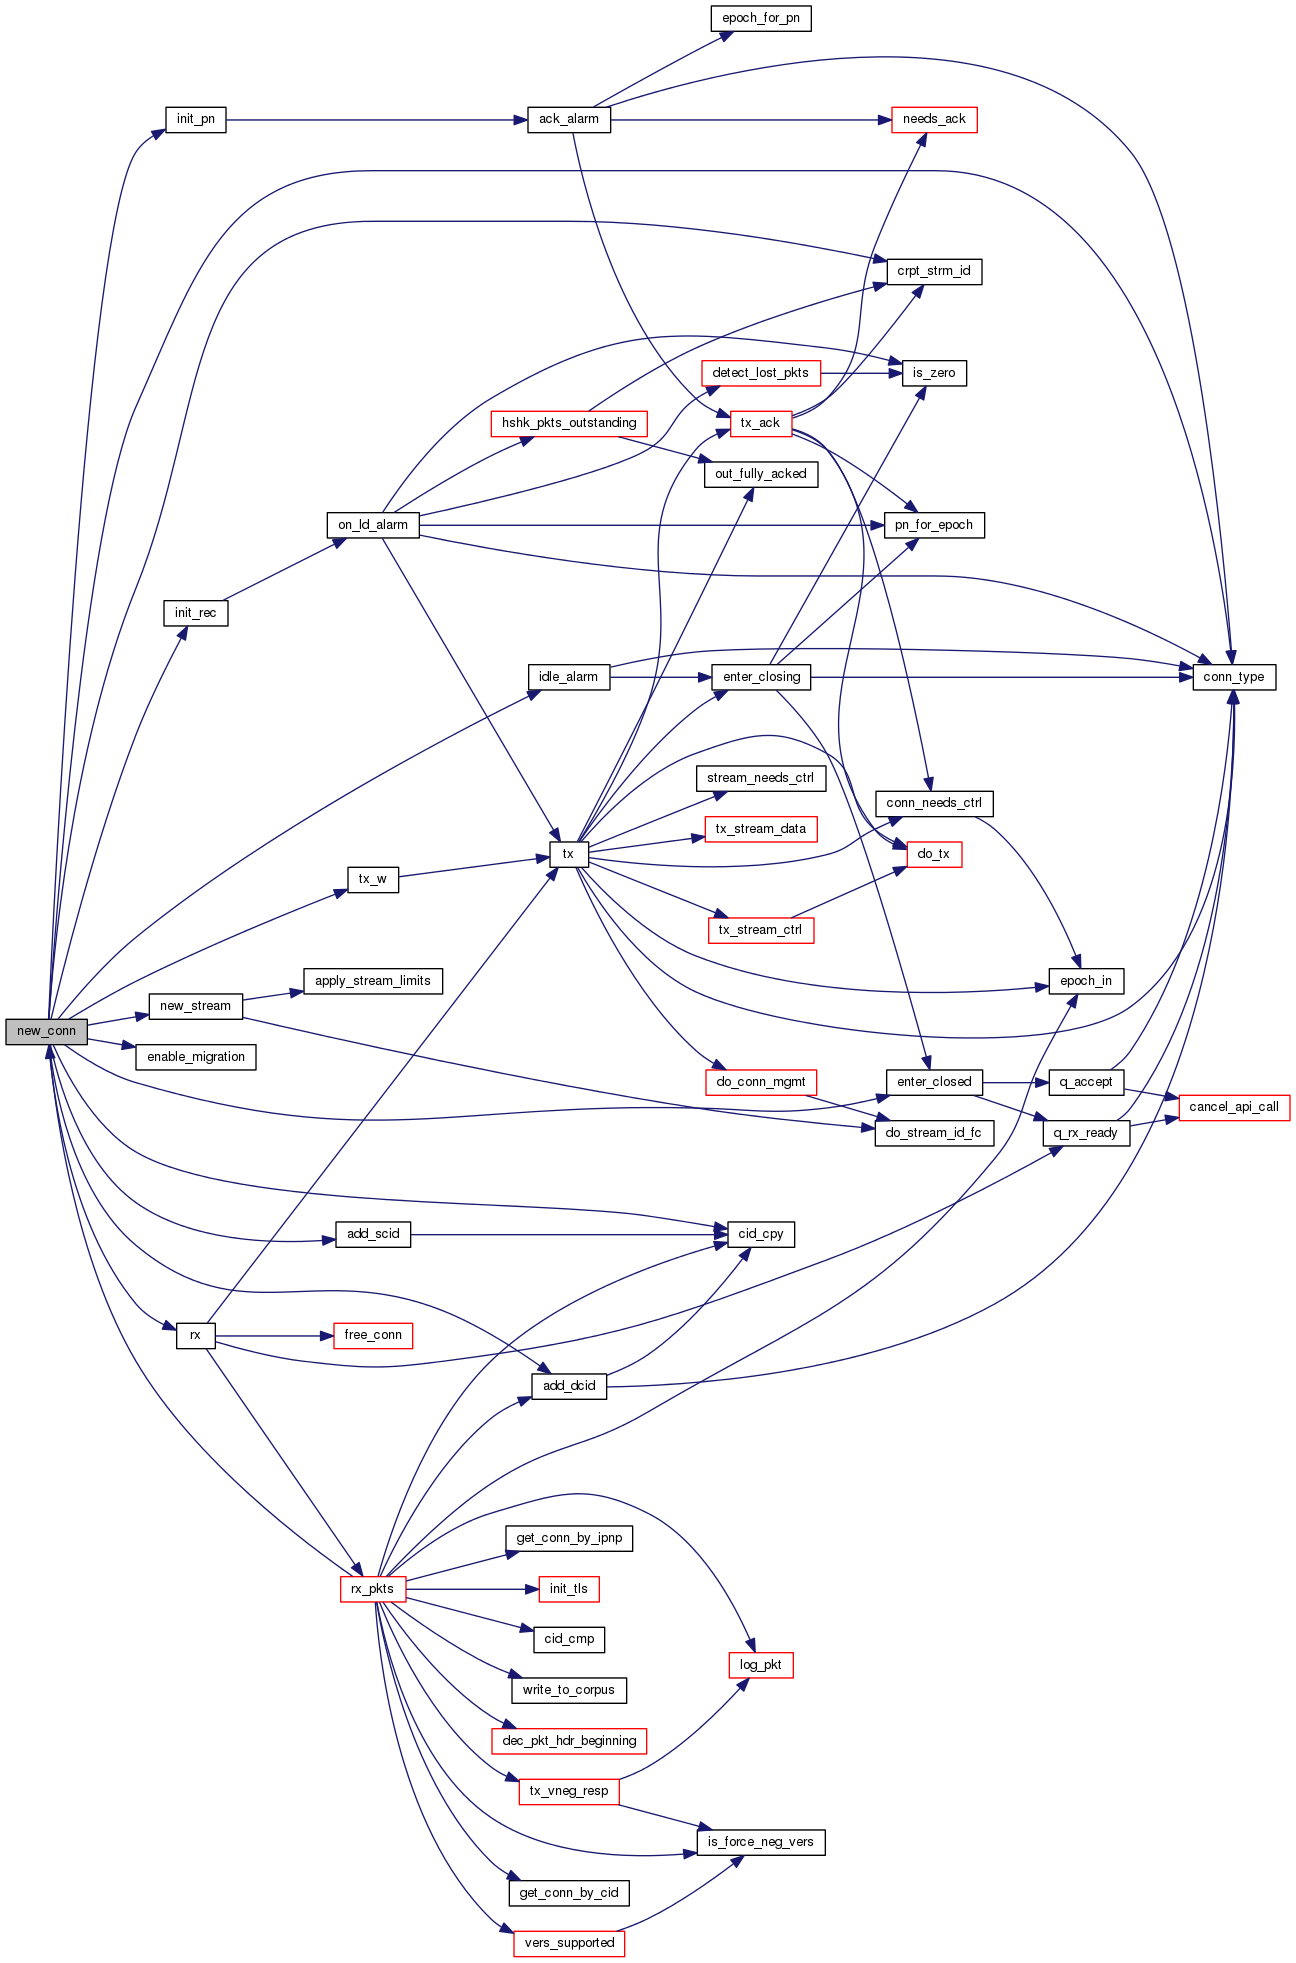 epoch_for_pn
init_pn
ack_alarm
needs_ack
crpt_strm_id
detect_lost_pkts
is_zero
hshk_pkts_outstanding
tx_ack
out_fully_acked
on_ld_alarm
pn_for_epoch
init_rec
idle_alarm
enter_closing
conn_type
stream_needs_ctrl
conn_needs_ctrl
tx_stream_data
tx
do_tx
tx_w
tx_stream_ctrl
apply_stream_limits
epoch_in
new_stream
new_conn
enable_migration
do_conn_mgmt
enter_closed
q_accept
cancel_api_call
do_stream_id_fc
q_rx_ready
add_scid
cid_cpy
rx
free_conn
add_dcid
get_conn_by_ipnp
rx_pkts
init_tls
cid_cmp
log_pkt
write_to_corpus
dec_pkt_hdr_beginning
tx_vneg_resp
is_force_neg_vers
get_conn_by_cid
vers_supported